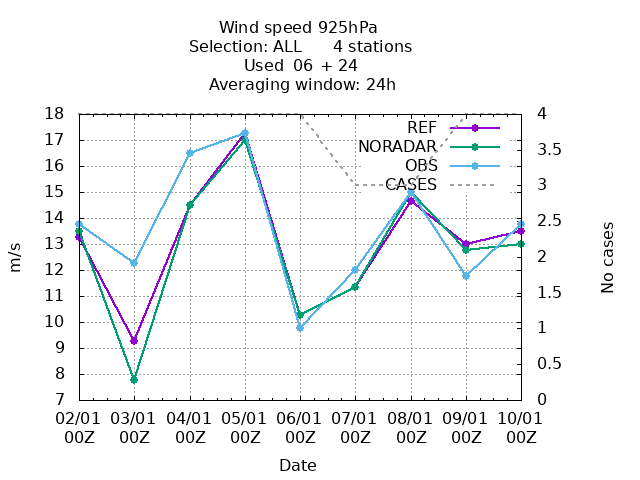 Wind speed 925hPa
Selection: ALL 4 stations
Used 06 + 24
Averaging window: 24h
REF
NORADAR
OBS
CASES
18
17
16
15
14
13
12
11
10
9
8
7
4
3.5
3
2.5
2
1.5
1
0.5
0
m/s
No cases
02/01 03/01 04/01 05/01 06/01 07/01 08/01 09/01 10/01
00Z 00Z 00Z 00Z 00Z 00Z 00Z 00Z 00Z
Date